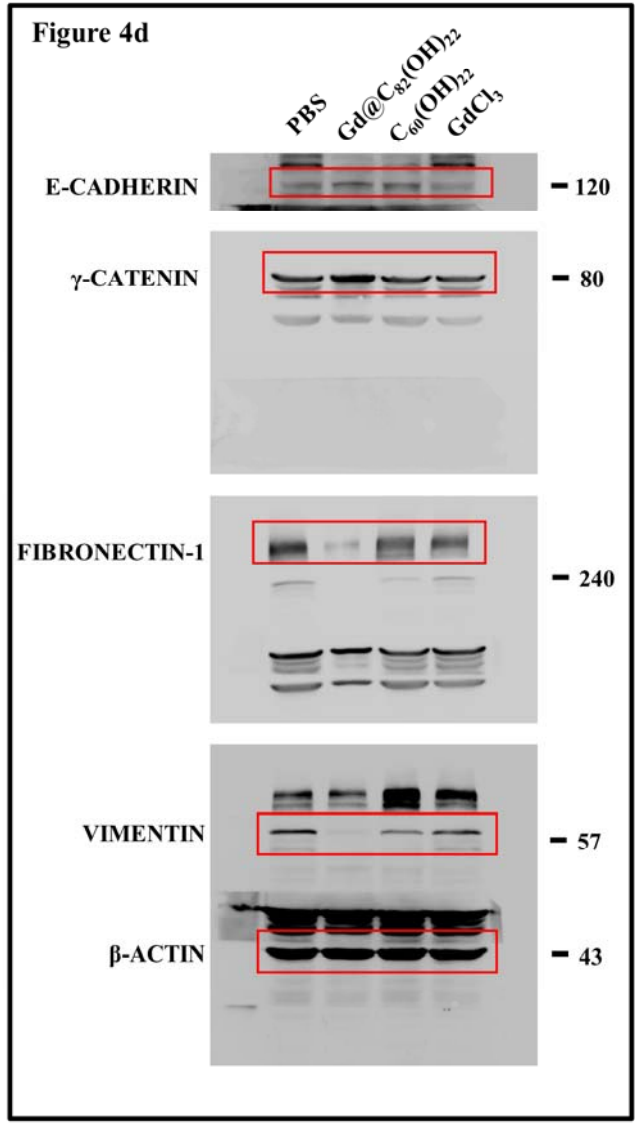 Figure 4d
PBS
Gd@C₈₂(OH)₂₂
C₆₀(OH)₂₂
GdCl₃
E-CADHERIN
120
γ-CATENIN
80
FIBRONECTIN-1
240
VIMENTIN
57
β-ACTIN
43